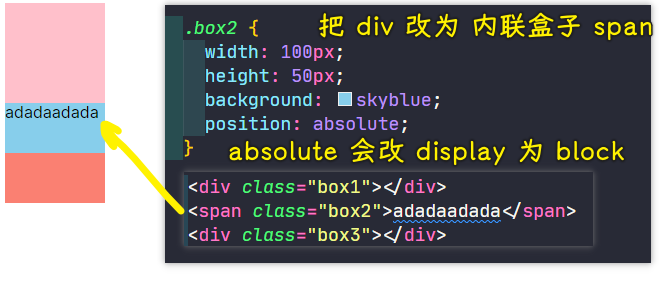 adadaadada
.box2 { 把 div 改为 内联盒子 span
width: 100px;
height: 50px;
background: skyblue;
position: absolute;
}
absolute 会改 display 为 block
<div class="box1"></div>
<span class="box2">adadaadada</span>
<div class="box3"></div>